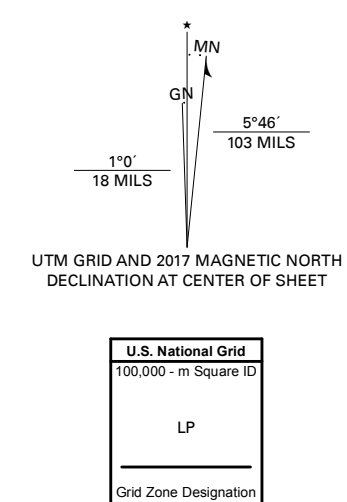 ★
MN
GN
5°46´
103 MILS
1°0´
18 MILS
UTM GRID AND 2017 MAGNETIC NORTH
DECLINATION AT CENTER OF SHEET
U.S. National Grid
100,000 - m Square ID
LP
Grid Zone Designation